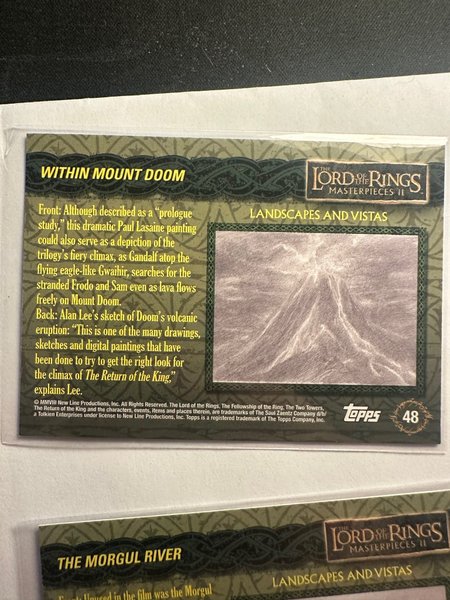 WITHIN MOUNT DOOM
THE LORD OF THE RINGS
MASTERPIECES II
LANDSCAPES AND VISTAS
Front: Although described as a “prologue
study,” this dramatic Paul Lasaine painting
could also serve as a depiction of the
trilogy’s fiery climax, as Gandalf atop the
flying eagle-like Gwaihir, searches for the
stranded Frodo and Sam even as lava flows
freely on Mount Doom.
Back: Alan Lee’s sketch of Doom’s volcanic
eruption: “This is one of the many drawings,
sketches and digital paintings that have
been done to try to get the right look for
the climax of The Return of the King,”
explains Lee.
© MMVIII New Line Productions, Inc. All Rights Reserved. The Lord of the Rings, The Fellowship of the Ring, The Two Towers,
The Return of the King and the characters, events, items and places therein, are trademarks of The Saul Zaentz Company d/b/
a Tolkien Enterprises under license to New Line Productions, Inc. Topps is a registered trademark of The Topps Company, Inc.
Topps
48
THE MORGUL RIVER
THE LORD OF THE RINGS
MASTERPIECES II
LANDSCAPES AND VISTAS
Front: Unused in the film was the Morgul